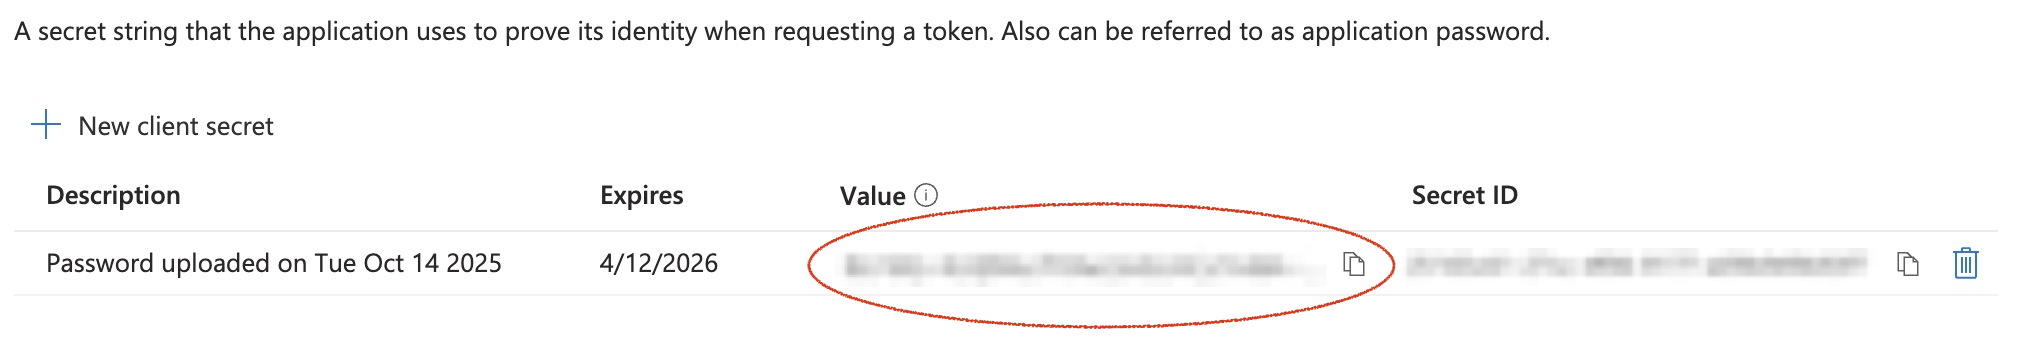 A secret string that the application uses to prove its identity when requesting a token. Also can be referred to as application password.
New client secret
Description Expires Value Secret ID
Password uploaded on Tue Oct 14 2025 4/12/2026